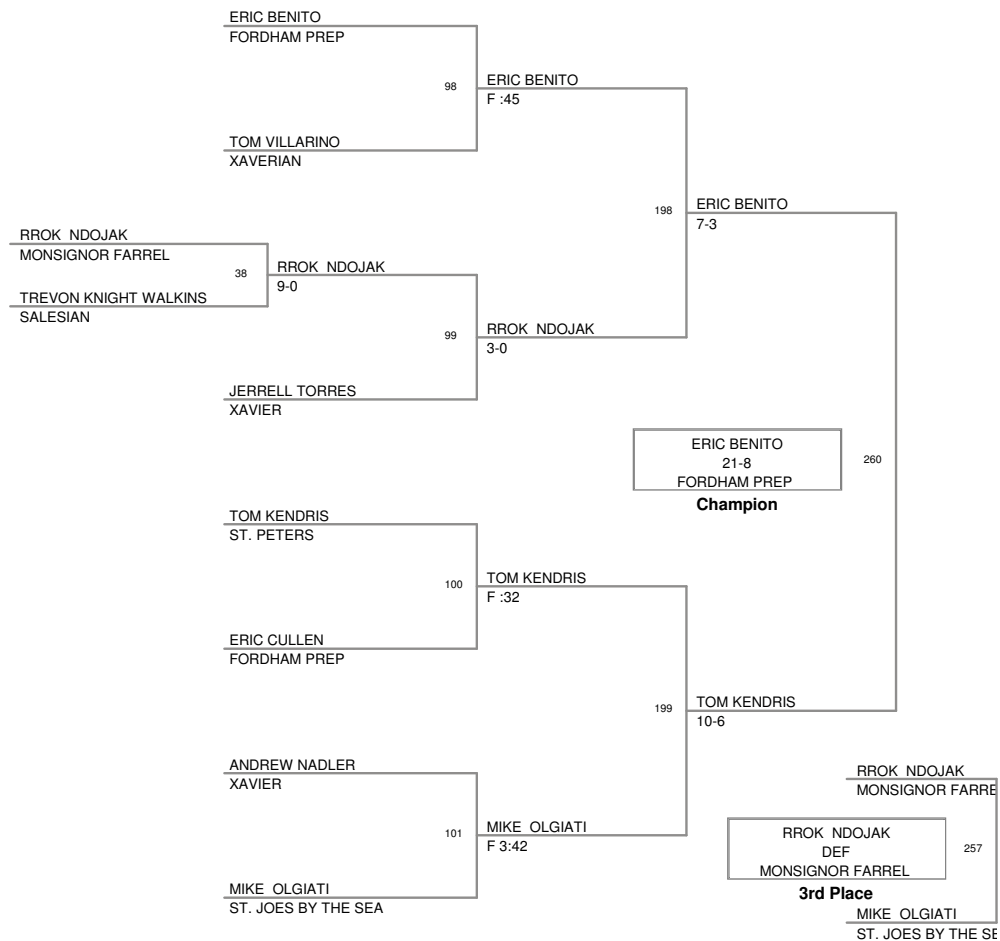 ERIC BENITO
FORDHAM PREP
98
ERIC BENITO
F :45
TOM VILLARINO
XAVERIAN
198
ERIC BENITO
7-3
RROK NDOJAK
MONSIGNOR FARREL
38
RROK NDOJAK
9-0
TREVON KNIGHT WALKINS
SALESIAN
99
RROK NDOJAK
3-0
JERRELL TORRES
XAVIER
ERIC BENITO
21-8
FORDHAM PREP
Champion
260
TOM KENDRIS
ST. PETERS
100
TOM KENDRIS
F :32
ERIC CULLEN
FORDHAM PREP
199
TOM KENDRIS
10-6
ANDREW NADLER
XAVIER
101
MIKE OLGIATI
F 3:42
MIKE OLGIATI
ST. JOES BY THE SEA
RROK NDOJAK
MONSIGNOR FARRE
RROK NDOJAK
DEF
MONSIGNOR FARREL
3rd Place
257
MIKE OLGIATI
ST. JOES BY THE SE